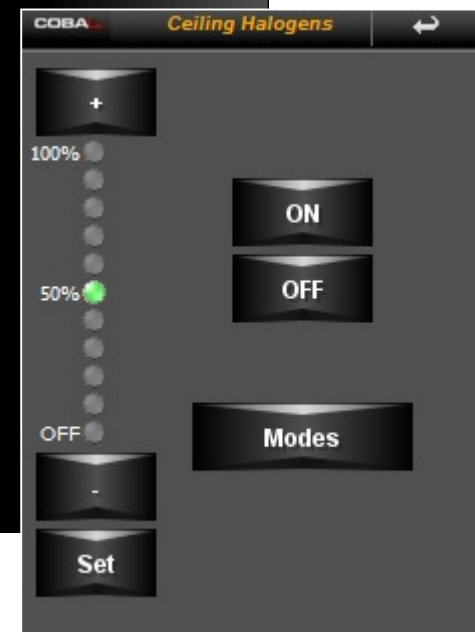 COBA
Ceiling Halogens
+
100%
ON
50%
OFF
OFF
Modes
-
Set